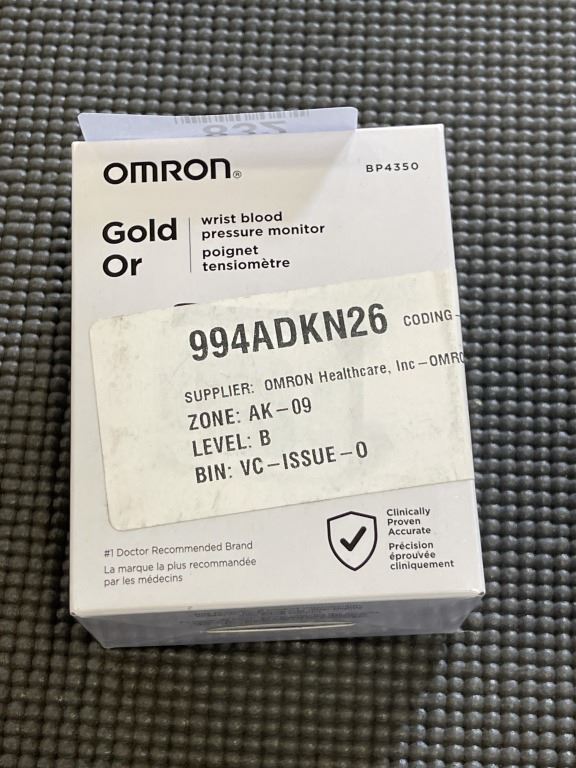 832
OMRON®
BP4350
Gold
Or
wrist blood
pressure monitor
poignet
tensiomètre
994ADKN26 CODING-
SUPPLIER: OMRON Healthcare, Inc-OMRO
ZONE: AK-09
LEVEL: B
BIN: VC-ISSUE-0
#1 Doctor Recommended Brand
La marque la plus recommandée
par les médecins
Clinically
Proven
Accurate
Précision
éprouvée
cliniquement